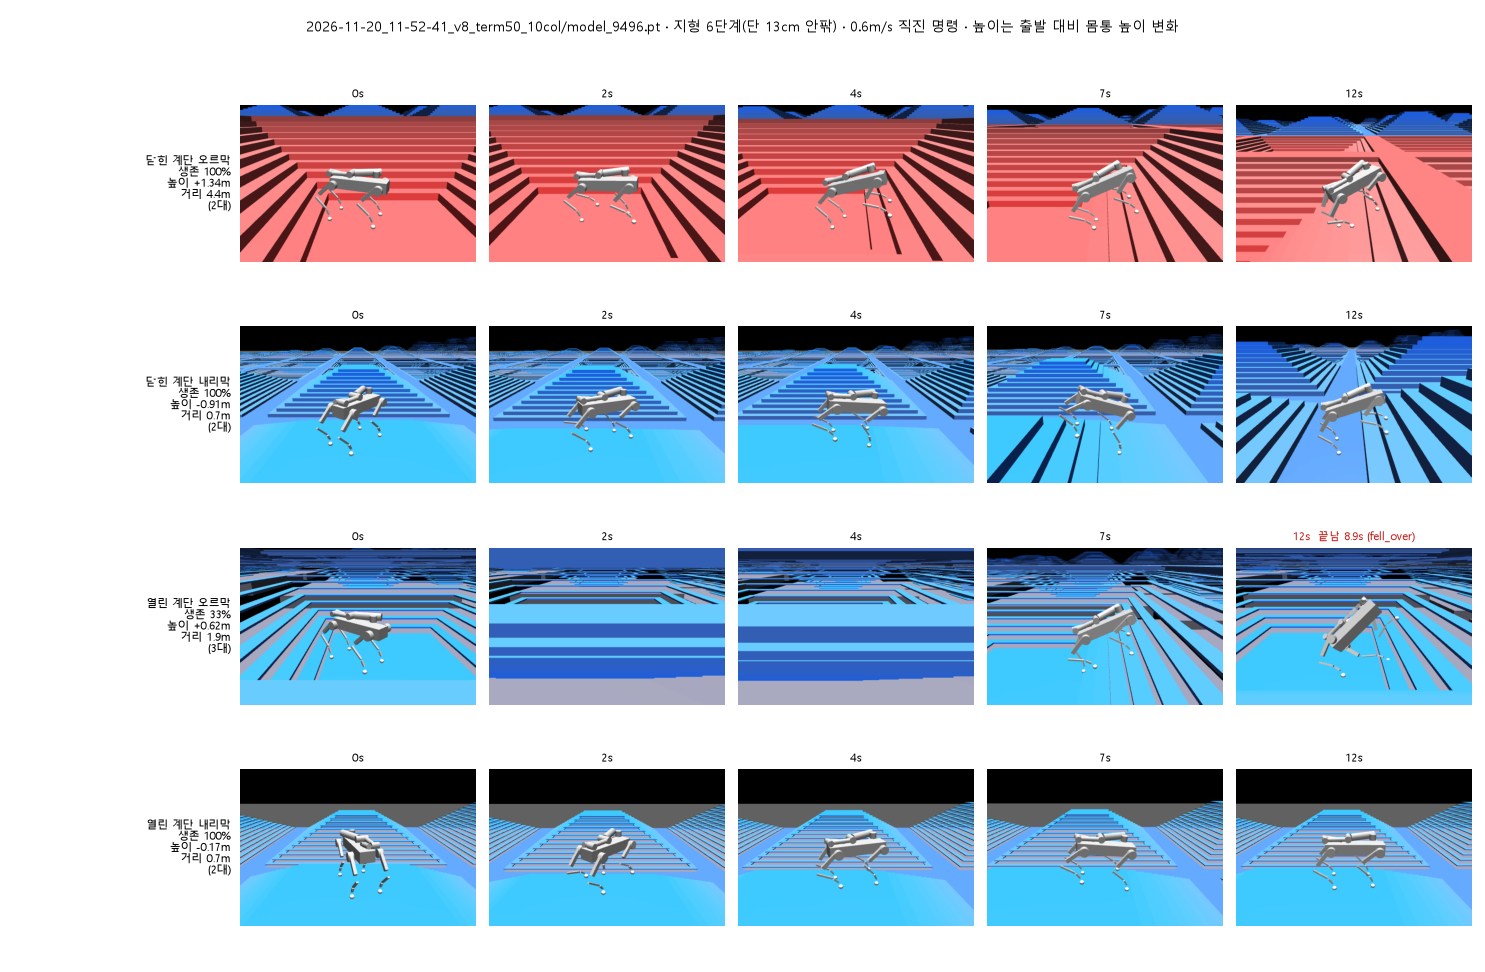 2026-11-20_11-52-41_v8_term50_10col/model_9496.pt · 지형 6단계(단 13cm 안팎) · 0.6m/s 직진 명령 · 높이는 출발 대비 몸통 높이 변화
0s 2s 4s 7s 12s
닫힌 계단 오르막
생존 100%
높이 +1.34m
거리 4.4m
(2대)
0s 2s 4s 7s 12s
닫힌 계단 내리막
생존 100%
높이 -0.91m
거리 0.7m
(2대)
0s 2s 4s 7s 12s 끝남 8.9s (fell_over)
열린 계단 오르막
생존 33%
높이 +0.62m
거리 1.9m
(3대)
0s 2s 4s 7s 12s
열린 계단 내리막
생존 100%
높이 -0.17m
거리 0.7m
(2대)